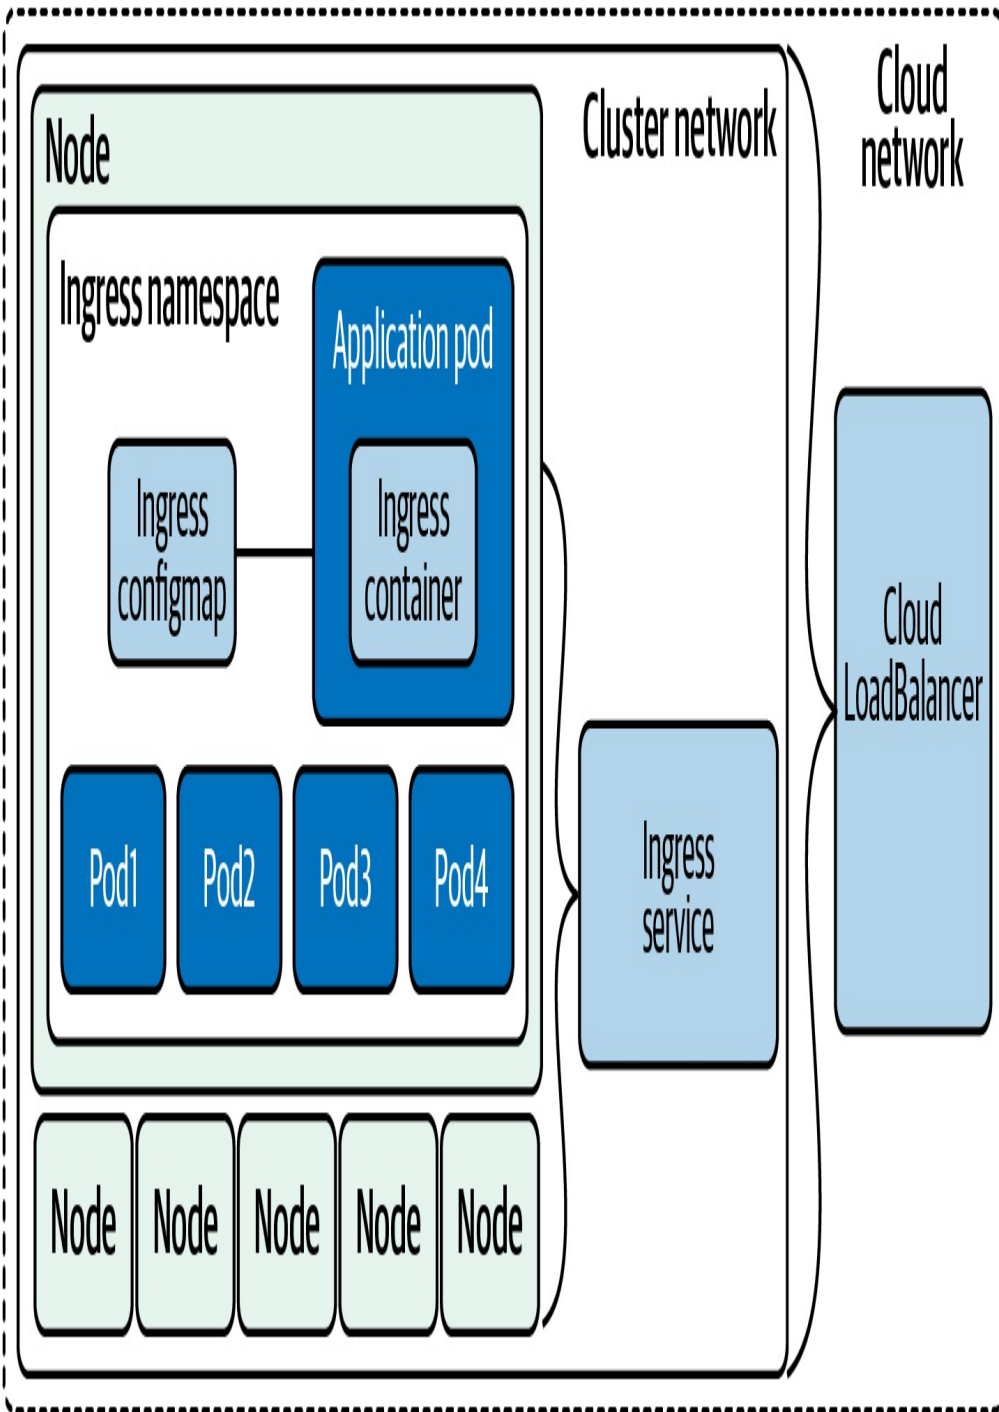 Cloud
network
Cluster network
Node
Ingress namespace
Application pod
Ingress
configmap
Ingress
container
Cloud
LoadBalancer
Pod1
Pod2
Pod3
Pod4
Ingress
service
Node
Node
Node
Node
Node